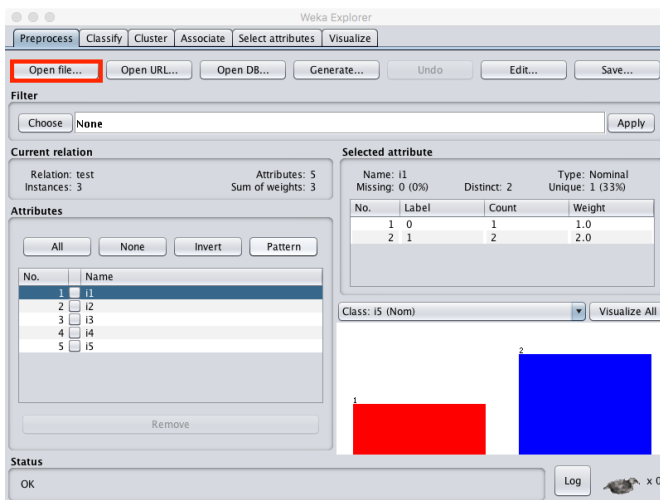 Weka Explorer
Preprocess Classify Cluster Associate Select attributes Visualize
Open file... Open URL... Open DB... Generate... Undo Edit... Save...
Filter
Choose None Apply
Current relation
Relation: test Attributes: 5
Instances: 3 Sum of weights: 3
Attributes
All None Invert Pattern
No. Name
1 i1
2 i2
3 i3
4 i4
5 i5
Remove
Selected attribute
Name: i1 Type: Nominal
Missing: 0 (0%) Distinct: 2 Unique: 1 (33%)
No. Label Count Weight
1 0 1 1.0
2 1 2 2.0
Class: i5 (Nom) Visualize All
1
2
Status
OK
Log x 0